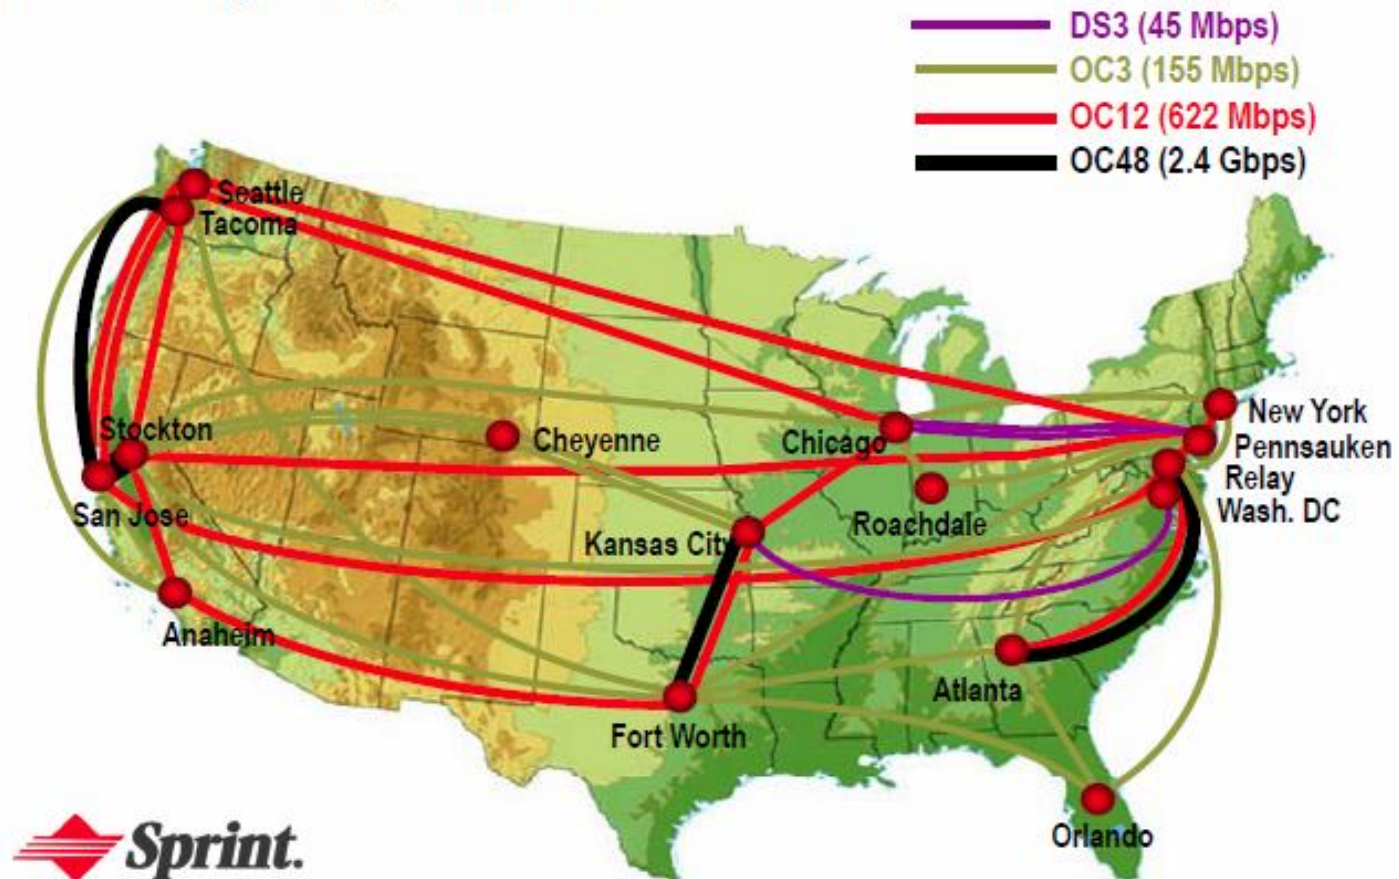 DS3 (45 Mbps)
OC3 (155 Mbps)
OC12 (622 Mbps)
OC48 (2.4 Gbps)
Seattle
Tacoma
Stockton
San Jose
Anaheim
Cheyenne
Kansas City
Fort Worth
Chicago
Roachdale
Atlanta
Orlando
New York
Pennsauken
Relay
Wash. DC
Sprint.